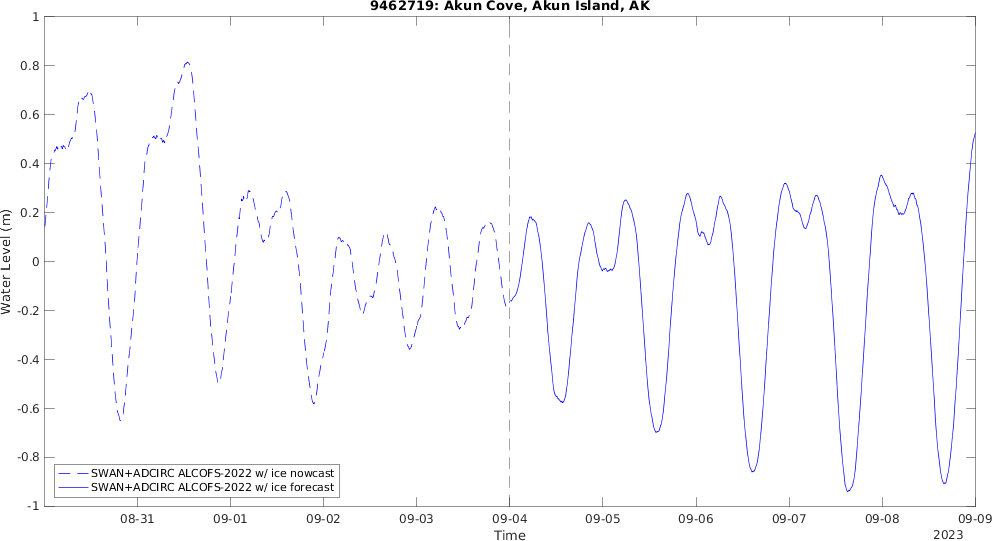 9462719: Akun Cove, Akun Island, AK
Water Level (m)
1
0.8
0.6
0.4
0.2
0
-0.2
-0.4
-0.6
-0.8
-1
SWAN+ADCIRC ALCOFS-2022 w/ ice nowcast
SWAN+ADCIRC ALCOFS-2022 w/ ice forecast
08-31 09-01 09-02 09-03 09-04 09-05 09-06 09-07 09-08 09-09
Time
2023